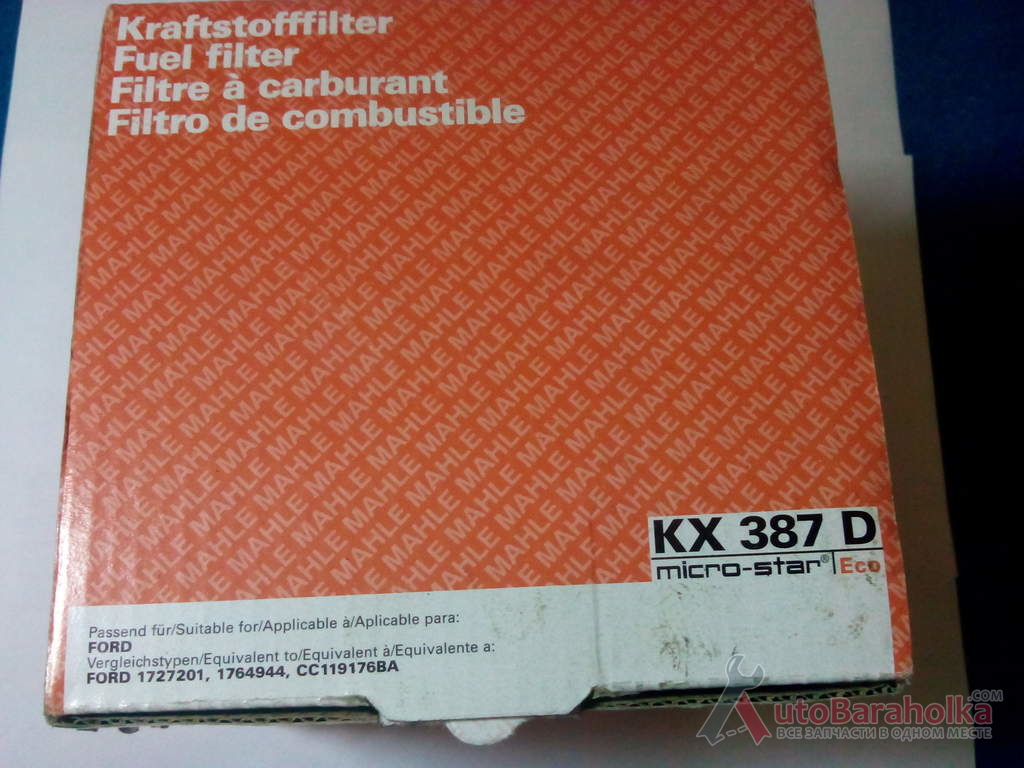 Kraftstofffilter
Fuel filter
Filtre à carburant
Filtro de combustible
MAHLE
KX 387 D
micro-star® Eco
Passend für/Suitable for/Applicable à/Aplicable para:
FORD
Vergleichstypen/Equivalent to/Equivalent à/Equivalente a:
FORD 1727201, 1764944, CC119176BA
AutoBaraholka.COM
ВСЕ ЗАПЧАСТИ В ОДНОМ МЕСТЕ